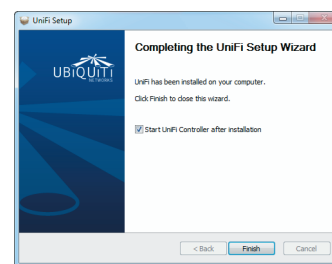 UniFi Setup
Completing the UniFi Setup Wizard
UBiQUiTi
NETWORKS
UniFi has been installed on your computer.
Click Finish to close this wizard.
Start UniFi Controller after installation
< Back
Finish
Cancel